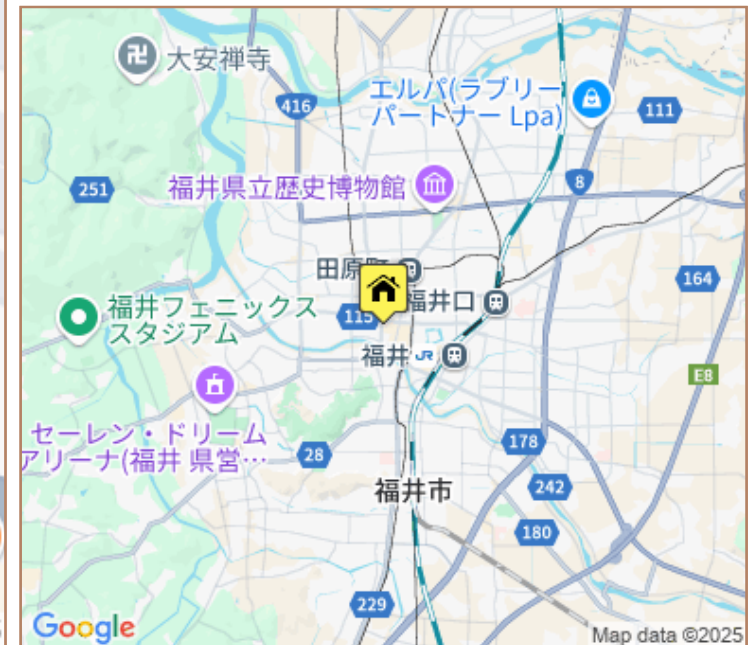 大安禅寺
416
エルパ(ラブリー
パートナー Lpa)
111
8
251
福井県立歴史博物館
田原町
164
福井フェニックス
スタジアム
115
福井口
福井
JR
E8
セーレン・ドリーム
アリーナ(福井 県営…
28
178
福井市
242
180
229
Google
Map data ©2025